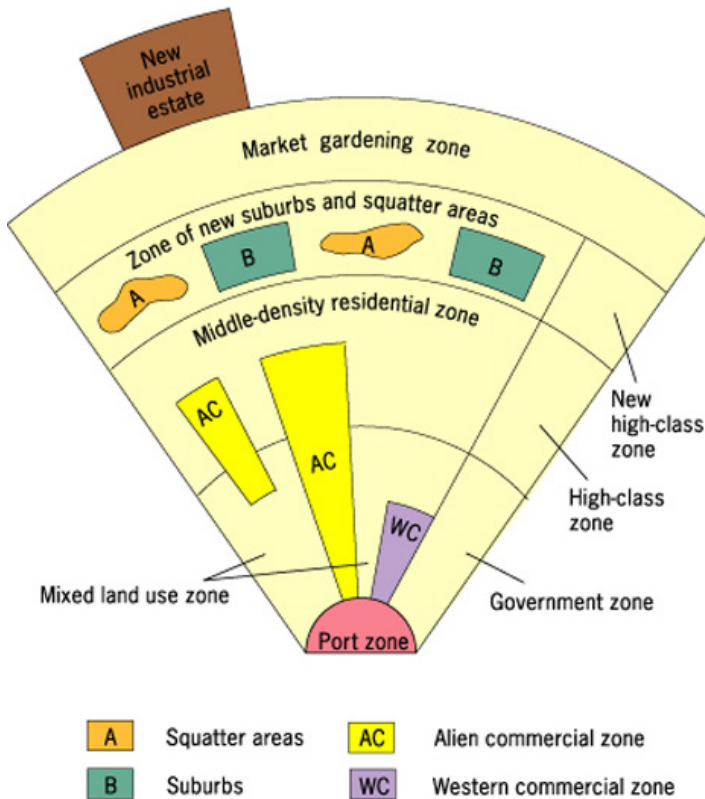 New
industrial
estate
Market gardening zone
Zone of new suburbs and squatter areas
A
B
A
B
Middle-density residential zone
New
high-class
zone
AC
AC
High-class
zone
WC
Mixed land use zone
Government zone
Port zone
A Squatter areas
AC Alien commercial zone
B Suburbs
WC Western commercial zone